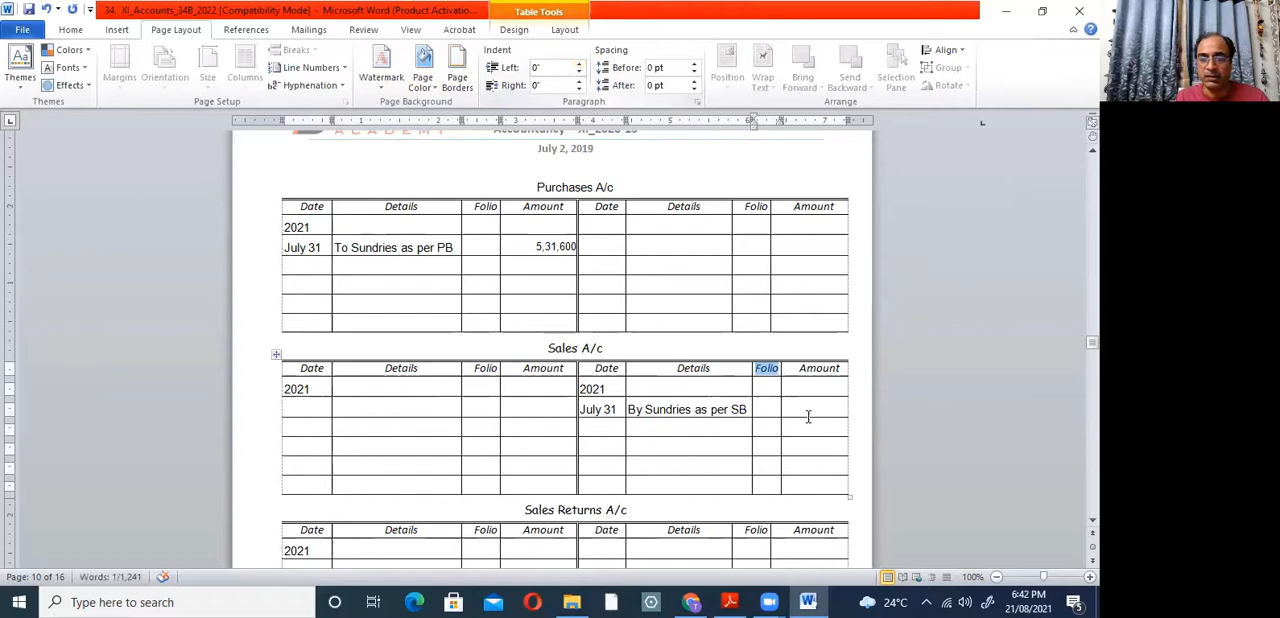 34. XI_Accounts_34B_2022 [Compatibility Mode] - Microsoft Word (Product Activatio...
Table Tools
File Home Insert Page Layout References Mailings Review View Acrobat Design Layout
Themes
Colors
Fonts
Effects
Themes
Margins Orientation Size Columns
Breaks
Line Numbers
Hyphenation
Page Setup
Watermark Page Color Page Borders
Page Background
Indent
Left: 0"
Right: 0"
Spacing
Before: 0 pt
After: 0 pt
Paragraph
Position Wrap Text Bring Forward Send Backward Selection Pane
Align
Group
Rotate
Arrange
July 2, 2019
Purchases A/c
Date Details Folio Amount Date Details Folio Amount
2021
July 31 To Sundries as per PB 5,31,600
Sales A/c
Date Details Folio Amount Date Details Folio Amount
2021 2021
July 31 By Sundries as per SB
Sales Returns A/c
Date Details Folio Amount Date Details Folio Amount
2021
Page: 10 of 16 Words: 1/1,241 100%
Type here to search
24°C
6:42 PM
21/08/2021
5